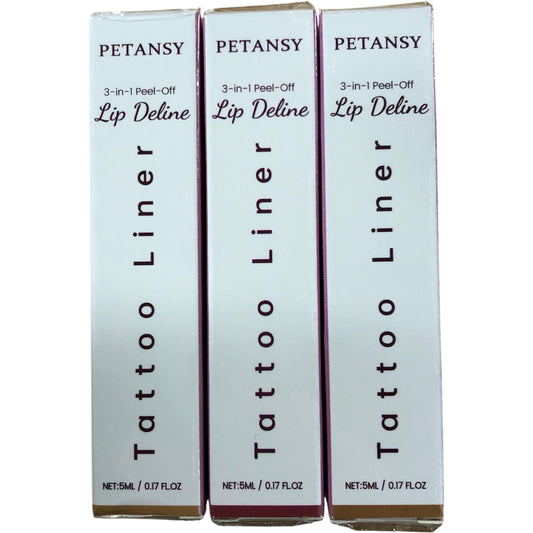 PETANSY
3-in-1 Peel-Off
Lip Deline
Tattoo Liner
NET:5ML / 0.17 FL.OZ
PETANSY
3-in-1 Peel-Off
Lip Deline
Tattoo Liner
NET:5ML / 0.17 FL.OZ
PETANSY
3-in-1 Peel-Off
Lip Deline
Tattoo Liner
NET:5ML / 0.17 FL.OZ